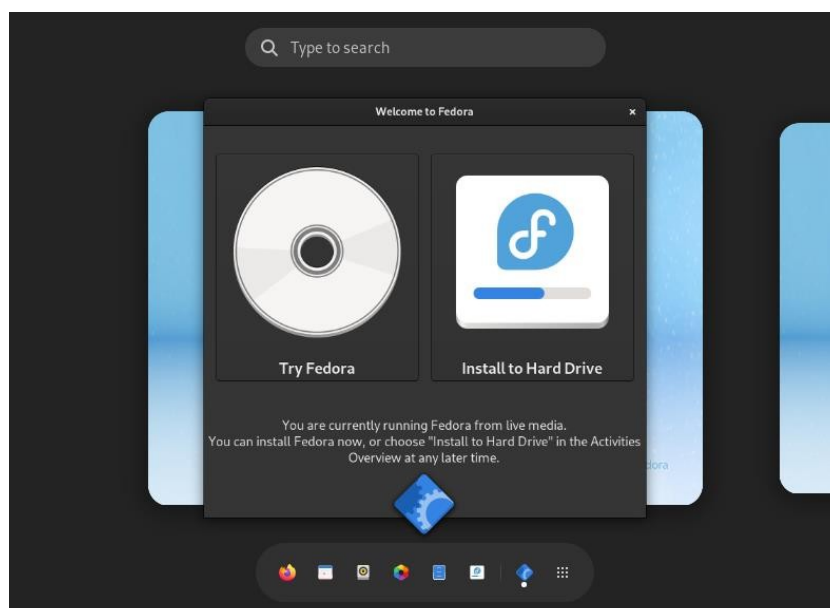 Type to search
Welcome to Fedora
Try Fedora
Install to Hard Drive
You are currently running Fedora from live media.
You can install Fedora now, or choose "Install to Hard Drive" in the Activities
Overview at any later time.
dora